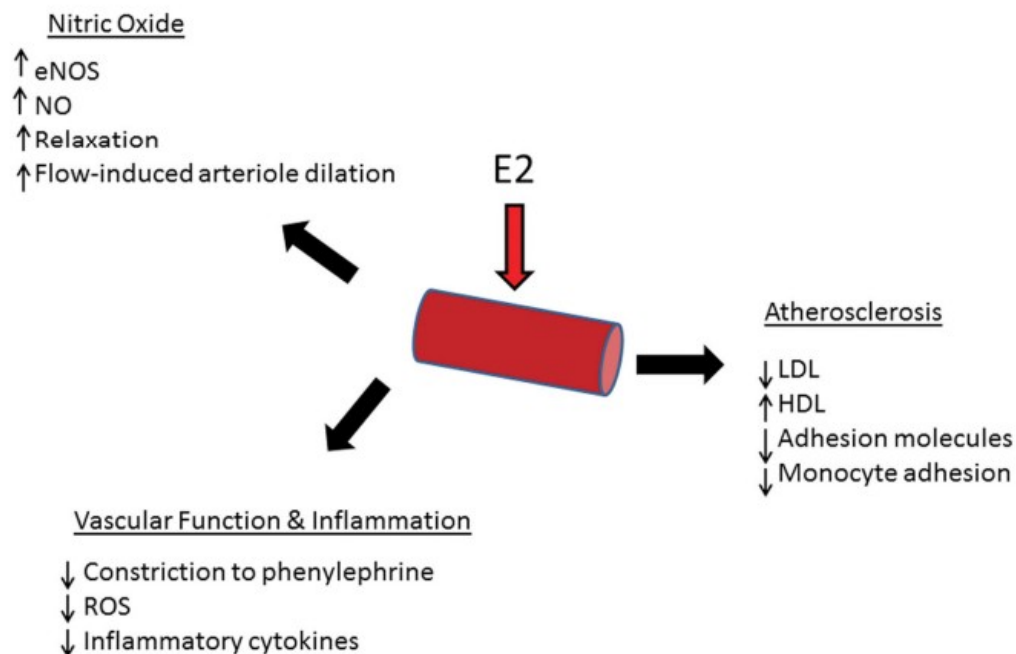 Nitric Oxide
↑ eNOS
↑ NO
↑ Relaxation
↑ Flow-induced arteriole dilation
E2
Atherosclerosis
↓ LDL
↑ HDL
↓ Adhesion molecules
↓ Monocyte adhesion
Vascular Function & Inflammation
↓ Constriction to phenylephrine
↓ ROS
↓ Inflammatory cytokines